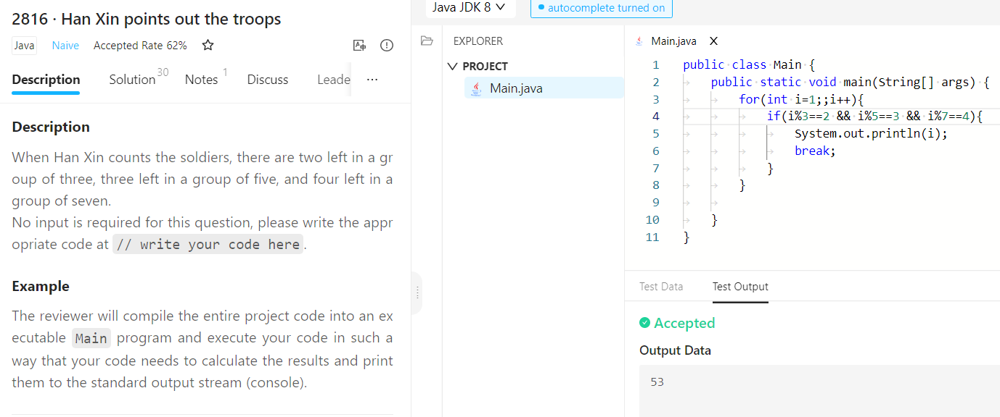 2816 · Han Xin points out the troops
Java Naive Accepted Rate 62%
Description Solution 30 Notes 1 Discuss Leade ...
Description
When Han Xin counts the soldiers, there are two left in a gr
oup of three, three left in a group of five, and four left in a
group of seven.
No input is required for this question, please write the appr
opriate code at // write your code here.
Example
The reviewer will compile the entire project code into an ex
ecutable Main program and execute your code in such a
way that your code needs to calculate the results and print
them to the standard output stream (console).
Java JDK 8 autocomplete turned on
EXPLORER
PROJECT
Main.java
Main.java X
1 public class Main {
2 public static void main(String[] args) {
3 for(int i=1;;i++){
4 if(i%3==2 && i%5==3 && i%7==4){
5 System.out.println(i);
6 break;
7 }
8 }
9
10 }
11 }
Test Data Test Output
Accepted
Output Data
53